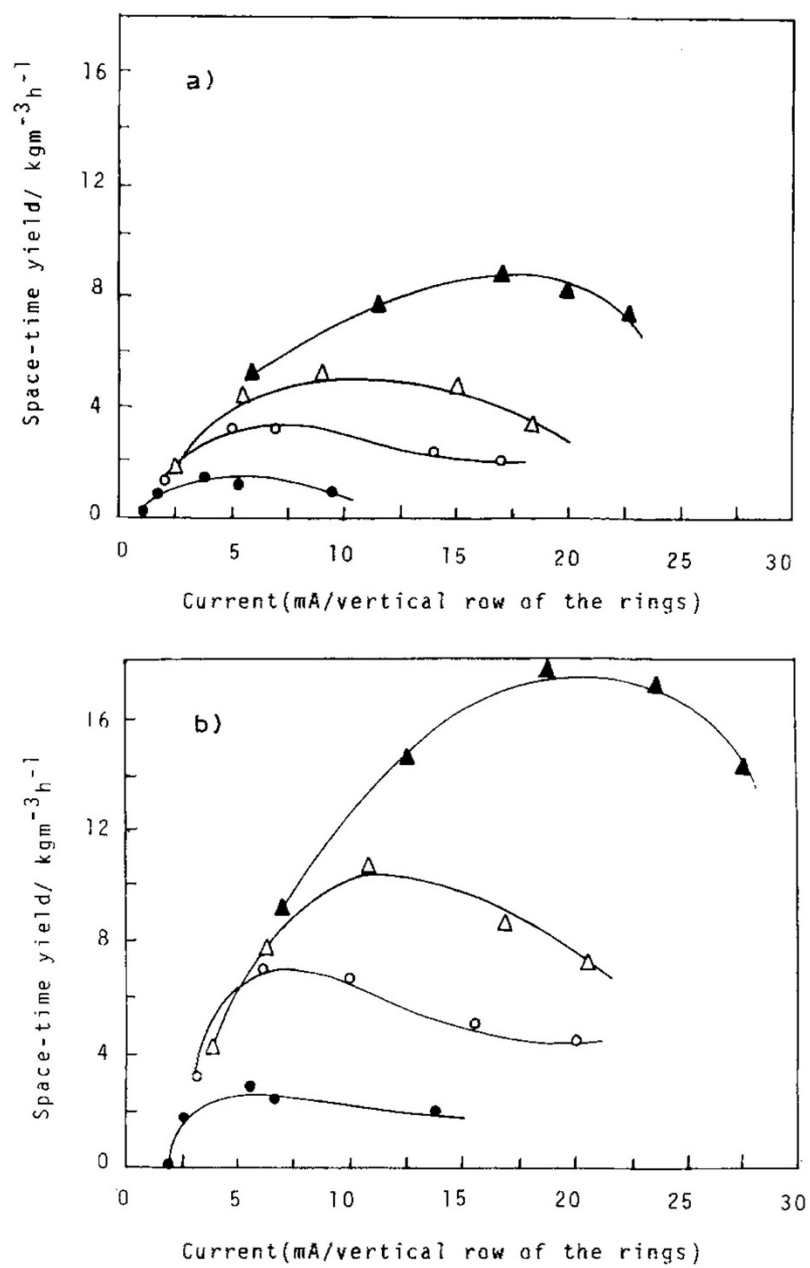 a)
Space-time yield/ kgm-3h-1
16
12
8
4
0
0 5 10 15 20 25 30
Current(mA/vertical row of the rings)
b)
Space-time yield/ kgm-3h-1
16
12
8
4
0
0 5 10 15 20 25 30
Current(mA/vertical row of the rings)